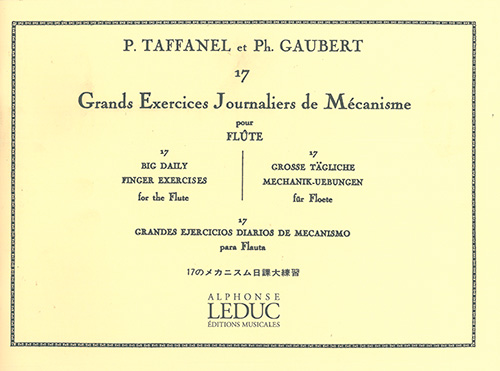 P. TAFFANEL et Ph. GAUBERT
17
Grands Exercices Journaliers de Mécanisme
pour
FLÛTE
17
BIG DAILY
FINGER EXERCISES
for the Flute
17
GROSSE TÄGLICHE
MECHANIK-UEBUNGEN
für Floete
17
GRANDES EJERCICIOS DIARIOS DE MECANISMO
para Flauta
17のメカニスム日課大練習
ALPHONSE
LEDUC
ÉDITIONS MUSICALES